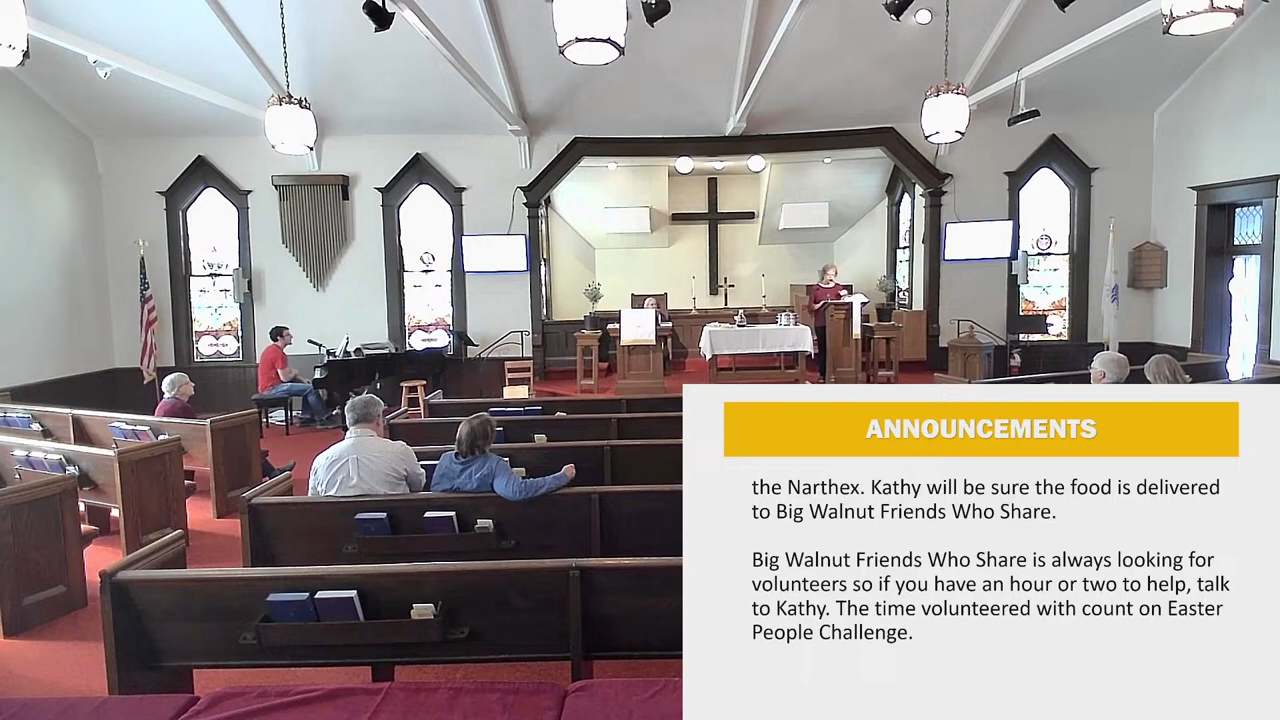 ANNOUNCEMENTS
the Narthex. Kathy will be sure the food is delivered
to Big Walnut Friends Who Share.
Big Walnut Friends Who Share is always looking for
volunteers so if you have an hour or two to help, talk
to Kathy. The time volunteered with count on Easter
People Challenge.